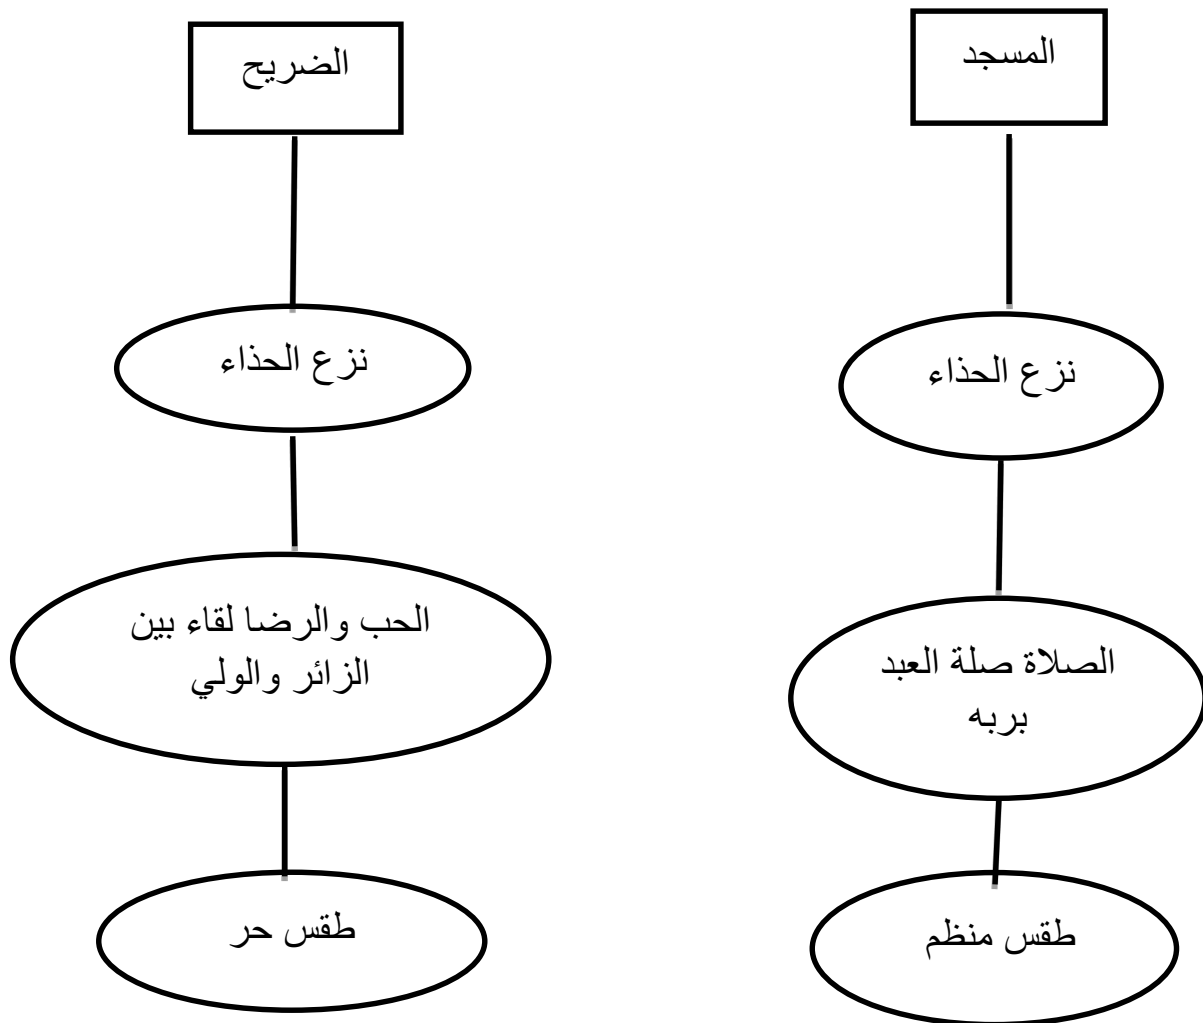 المسجد
نزع الحذاء
الصلاة صلة العبد
بربه
طقس منظم
الضريح
نزع الحذاء
الحب والرضا لقاء بين
الزائر والولي
طقس حر